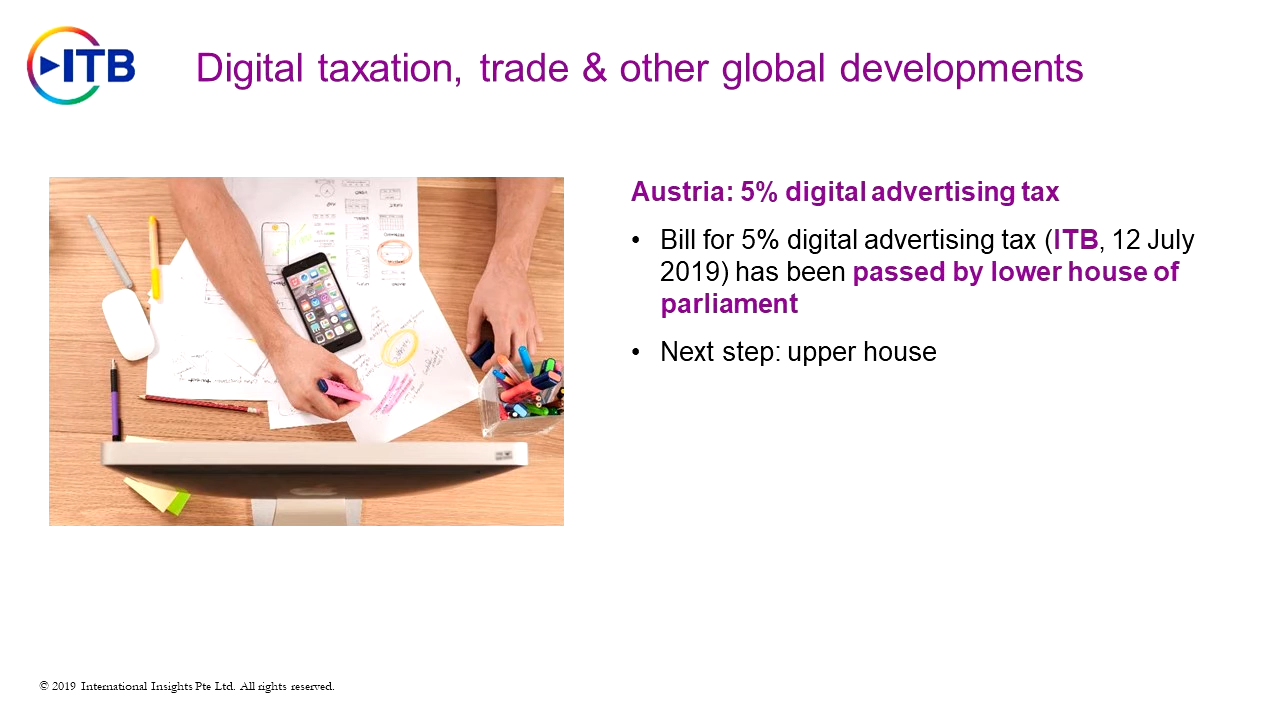 ITB
Digital taxation, trade & other global developments
Austria: 5% digital advertising tax
• Bill for 5% digital advertising tax (ITB, 12 July
2019) has been passed by lower house of
parliament
• Next step: upper house
© 2019 International Insights Pte Ltd. All rights reserved.